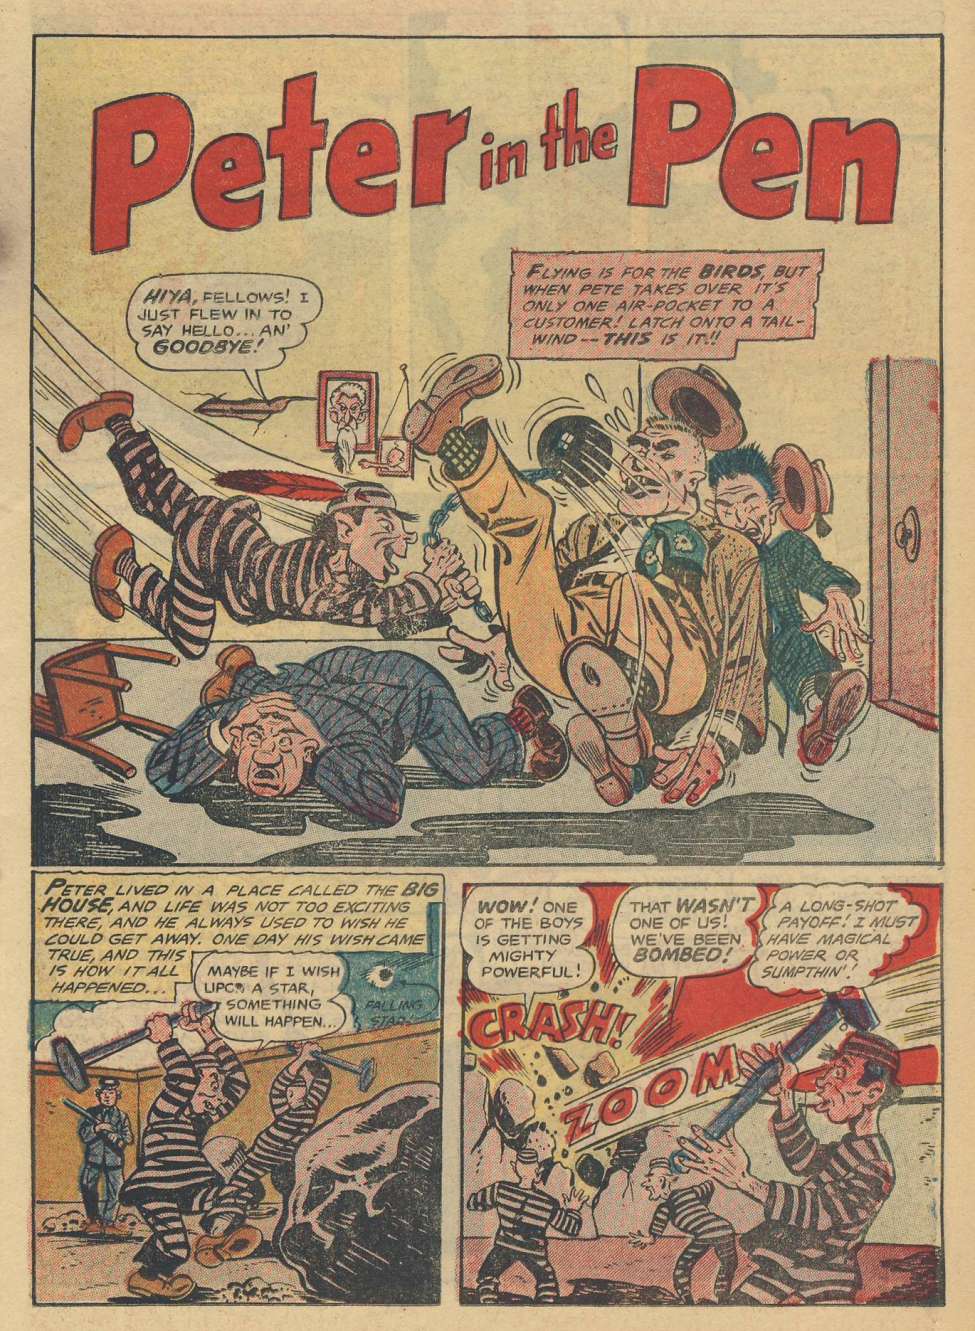 Peter in the Pen
HIYA, FELLOWS! I
JUST FLEW IN TO
SAY HELLO... AN'
GOODBYE!
FLYING IS FOR THE BIRDS, BUT
WHEN PETE TAKES OVER IT'S
ONLY ONE AIR-POCKET TO A
CUSTOMER! LATCH ONTO A TAIL-
WIND -- THIS IS IT!!
PETER LIVED IN A PLACE CALLED THE BIG
HOUSE, AND LIFE WAS NOT TOO EXCITING
THERE, AND HE ALWAYS USED TO WISH HE
COULD GET AWAY. ONE DAY HIS WISH CAME
TRUE, AND THIS
IS HOW IT ALL
HAPPENED...
MAYBE IF I WISH
UPON A STAR,
SOMETHING
WILL HAPPEN...
FALLING
STAR
WOW! ONE
OF THE BOYS
IS GETTING
MIGHTY
POWERFUL!
THAT WASN'T
ONE OF US!
WE'VE BEEN
BOMBED!
A LONG-SHOT
PAYOFF! I MUST
HAVE MAGICAL
POWER OR
SUMPTHIN'!
CRASH!
ZOOM